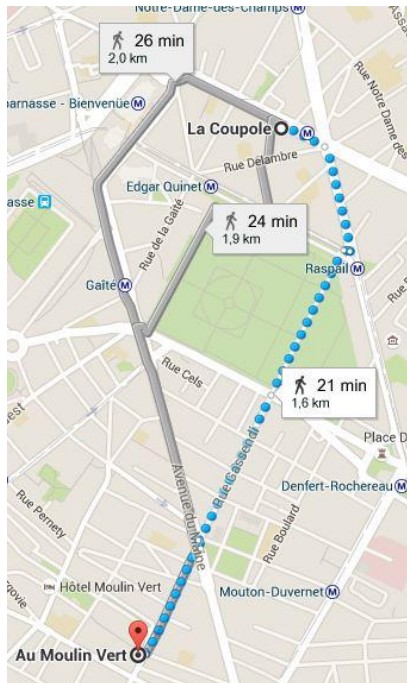 Notre-Dame-des-Champs
26 min
2,0 km
arnasse - Bienvenüe
La Coupole
Rue Notre Dame des
Rue Delambre
Edgar Quinet
asse
Rue de la Gaîté
24 min
1,9 km
Raspail
Gaîté
Rue Cels
21 min
1,6 km
Place D
Rue Gassendi
Denfert-Rochereau
Avenue du Maine
Rue Pernety
Rue Boulard
Hôtel Moulin Vert
Mouton-Duvernet
Au Moulin Vert